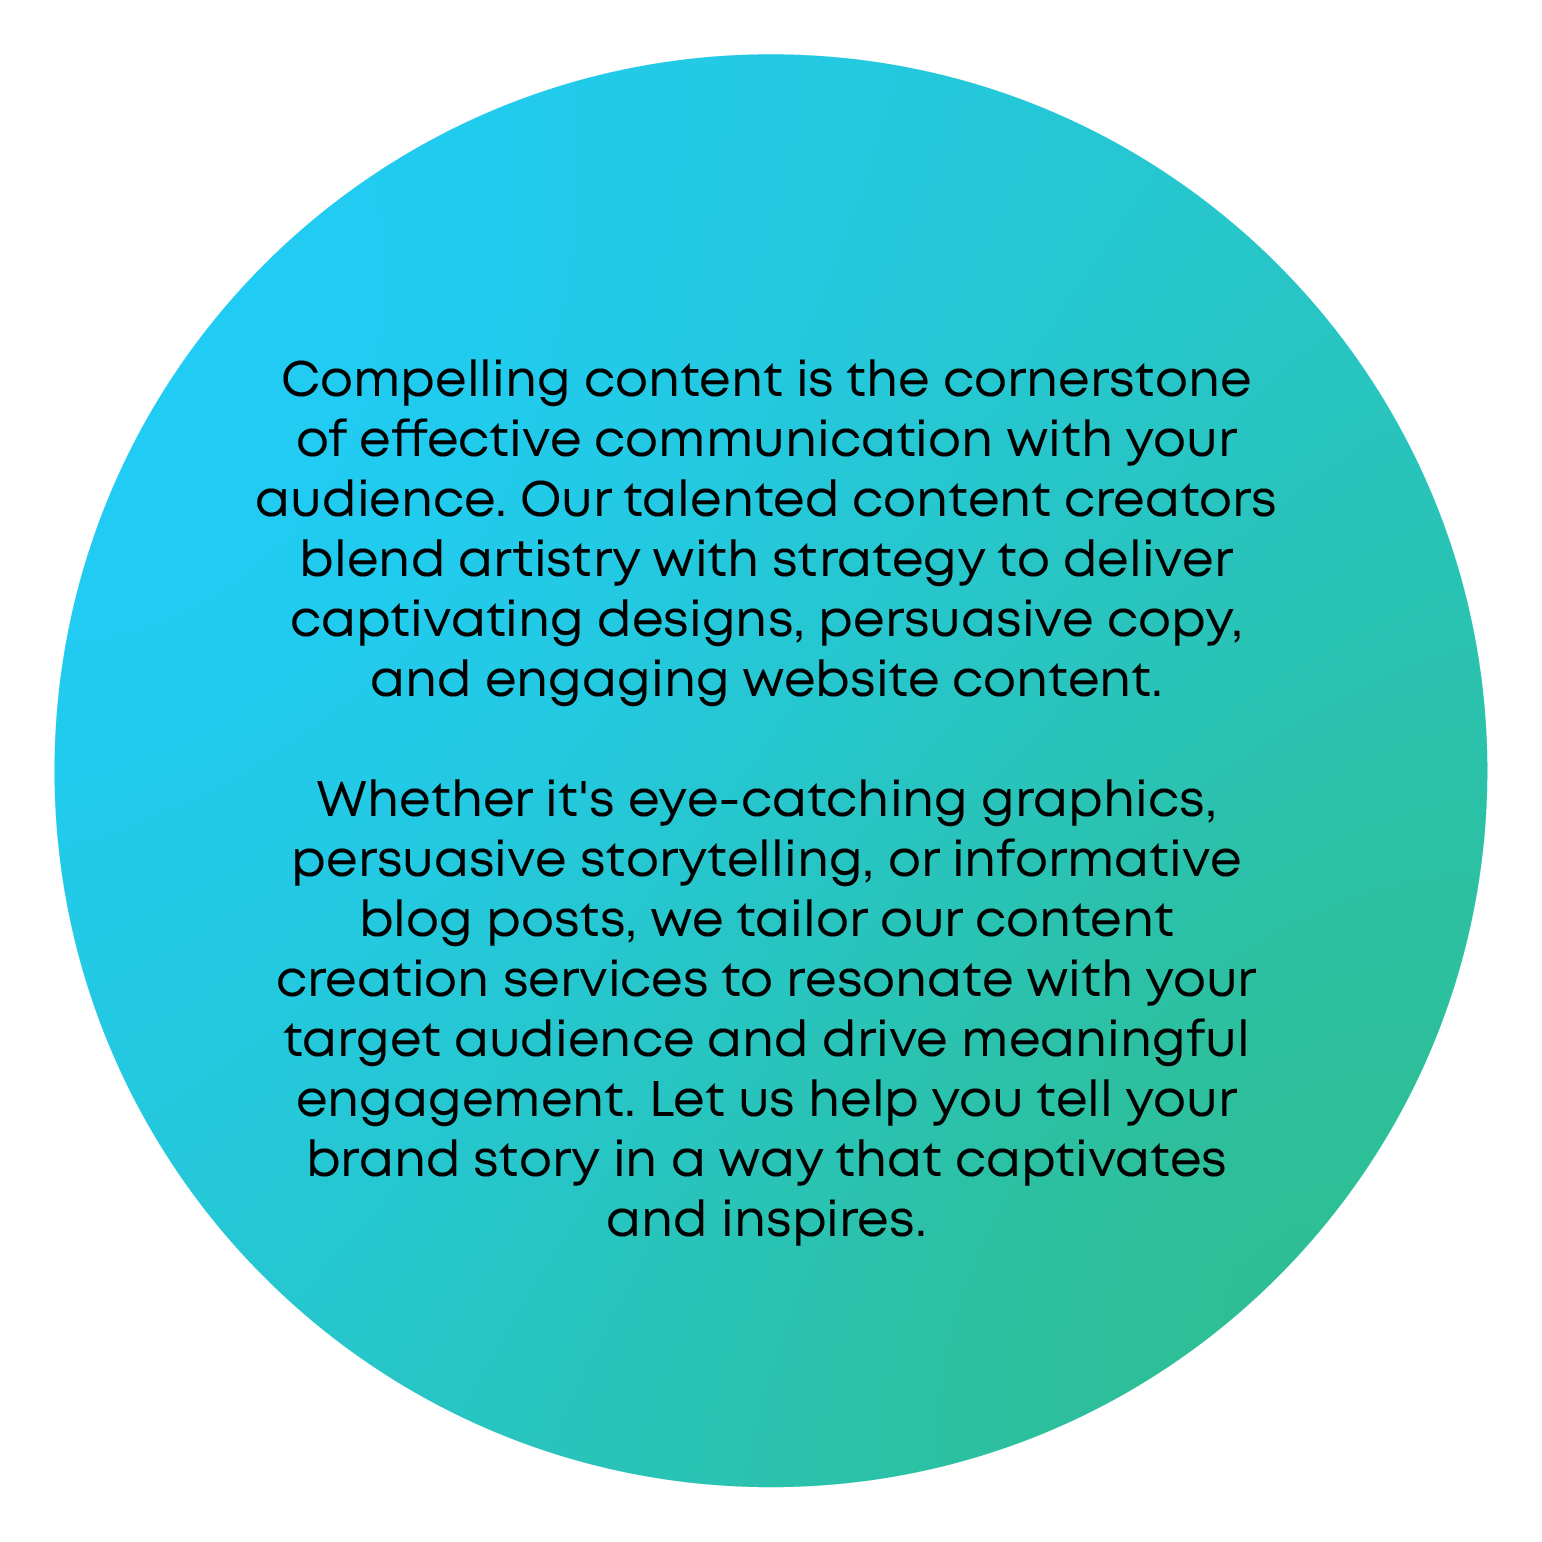 Compelling content is the cornerstone
of effective communication with your
audience. Our talented content creators
blend artistry with strategy to deliver
captivating designs, persuasive copy,
and engaging website content.
Whether it's eye-catching graphics,
persuasive storytelling, or informative
blog posts, we tailor our content
creation services to resonate with your
target audience and drive meaningful
engagement. Let us help you tell your
brand story in a way that captivates
and inspires.